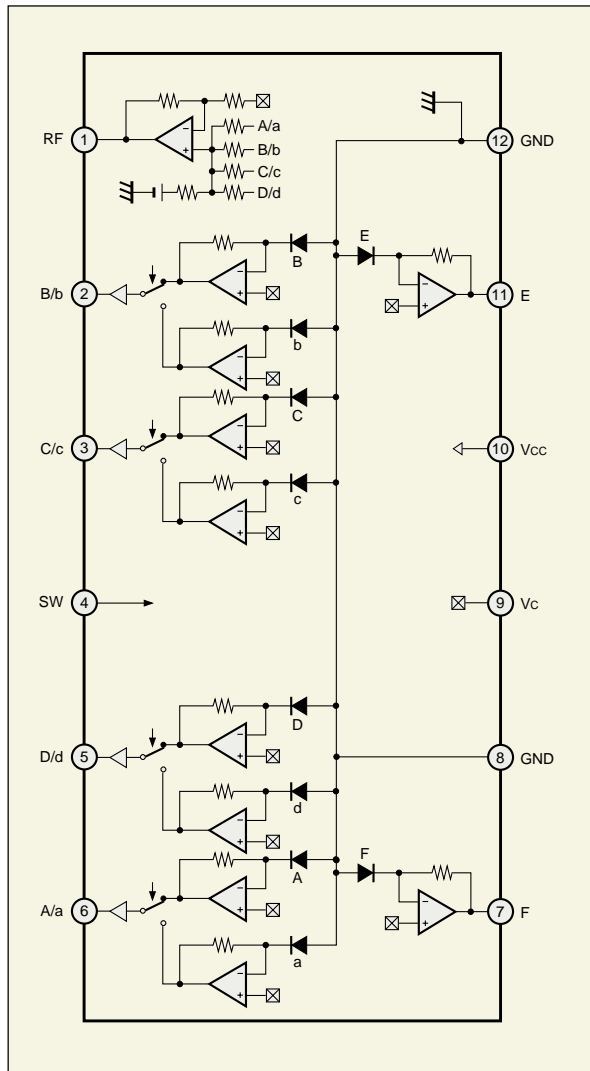 A/a
RF 1 B/b 12 GND
C/c
D/d
E
B/b 2 B 11 E
b
C
C/c 3 10 VCC
c
SW 4 9 VC
D
D/d 5 8 GND
d
F
A
A/a 6 7 F
a